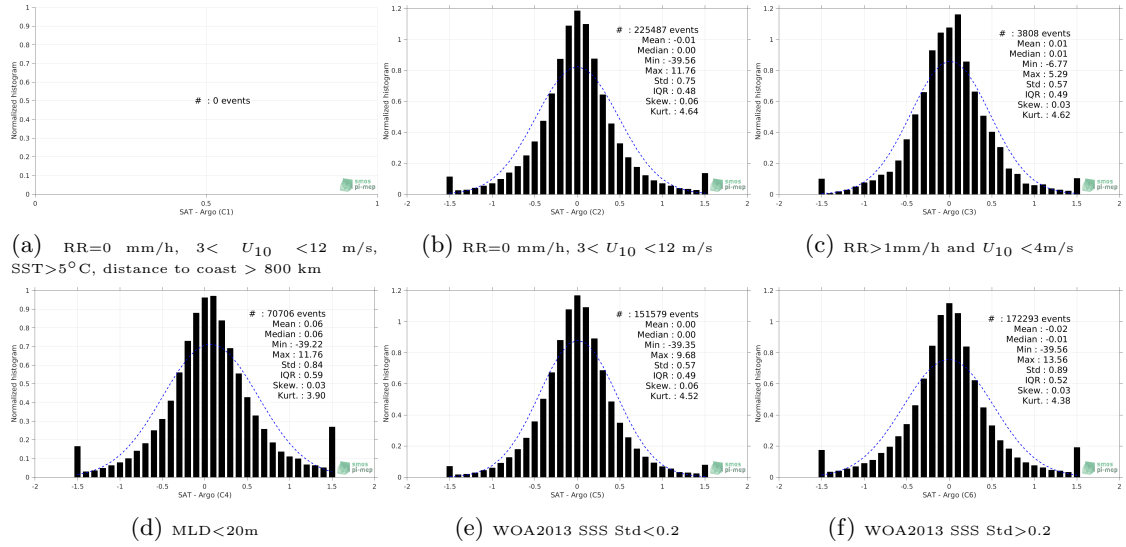 Normalized histogram
1
0.9
0.8
0.7
0.6
0.5
0.4
0.3
0.2
0.1
0
# : 0 events
0 0.5 1
SAT - Argo (C1)
smos
pi-mep
(a) RR=0 mm/h, 3< U10 <12 m/s,
SST>5°C, distance to coast > 800 km
Normalized histogram
1.2
1
0.8
0.6
0.4
0.2
0
# : 225487 events
Mean : -0.01
Median : 0.00
Min : -39.56
Max : 11.76
Std : 0.75
IQR : 0.48
Skew. : 0.06
Kurt. : 4.64
-2 -1.5 -1 -0.5 0 0.5 1 1.5 2
SAT - Argo (C2)
smos
pi-mep
(b) RR=0 mm/h, 3< U10 <12 m/s
Normalized histogram
1.2
1
0.8
0.6
0.4
0.2
0
# : 3808 events
Mean : 0.01
Median : 0.01
Min : -6.77
Max : 5.29
Std : 0.57
IQR : 0.49
Skew. : 0.03
Kurt. : 4.62
-2 -1.5 -1 -0.5 0 0.5 1 1.5 2
SAT - Argo (C3)
smos
pi-mep
(c) RR>1mm/h and U10 <4m/s
Normalized histogram
1
0.9
0.8
0.7
0.6
0.5
0.4
0.3
0.2
0.1
0
# : 70706 events
Mean : 0.06
Median : 0.06
Min : -39.22
Max : 11.76
Std : 0.84
IQR : 0.59
Skew. : 0.03
Kurt. : 3.90
-2 -1.5 -1 -0.5 0 0.5 1 1.5 2
SAT - Argo (C4)
smos
pi-mep
(d) MLD<20m
Normalized histogram
1.2
1
0.8
0.6
0.4
0.2
0
# : 151579 events
Mean : 0.00
Median : 0.00
Min : -39.35
Max : 9.68
Std : 0.57
IQR : 0.49
Skew. : 0.06
Kurt. : 4.52
-2 -1.5 -1 -0.5 0 0.5 1 1.5 2
SAT - Argo (C5)
smos
pi-mep
(e) WOA2013 SSS Std<0.2
Normalized histogram
1.2
1
0.8
0.6
0.4
0.2
0
# : 172293 events
Mean : -0.02
Median : -0.01
Min : -39.56
Max : 13.56
Std : 0.89
IQR : 0.52
Skew. : 0.03
Kurt. : 4.38
-2 -1.5 -1 -0.5 0 0.5 1 1.5 2
SAT - Argo (C6)
smos
pi-mep
(f) WOA2013 SSS Std>0.2